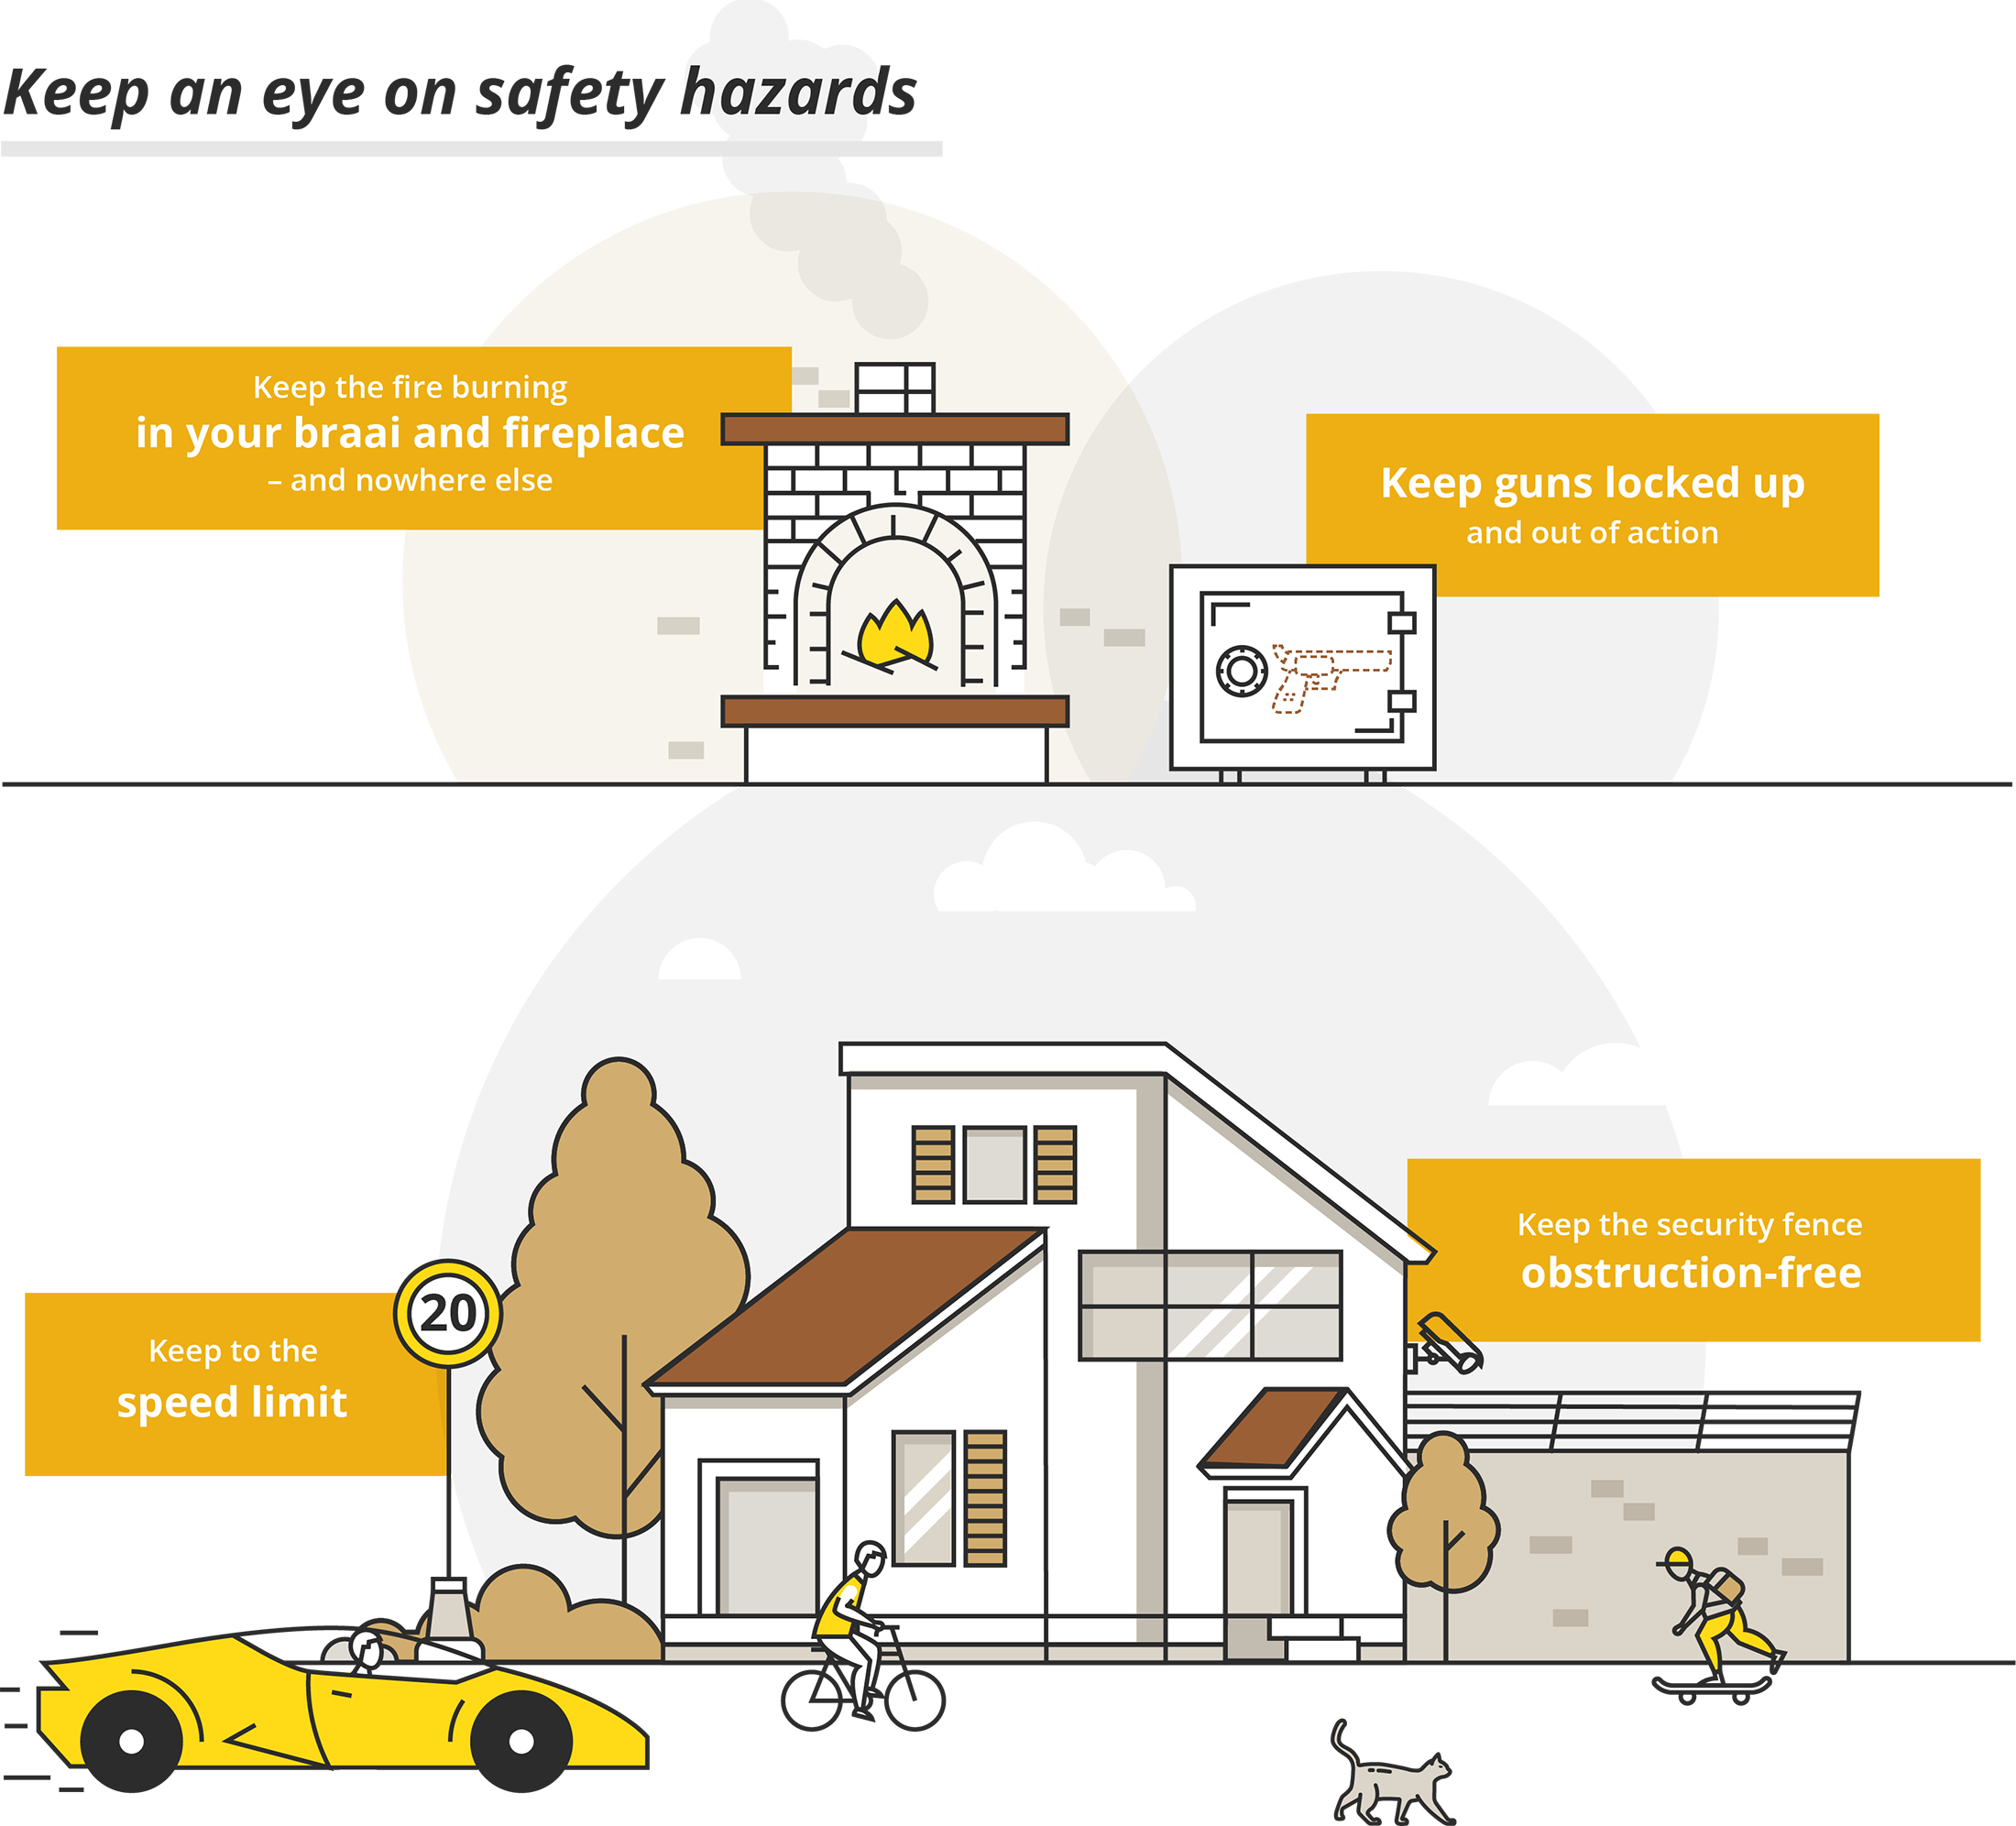 Keep an eye on safety hazards
Keep the fire burning
in your braai and fireplace
– and nowhere else
Keep guns locked up
and out of action
Keep the security fence
obstruction-free
20
Keep to the
speed limit